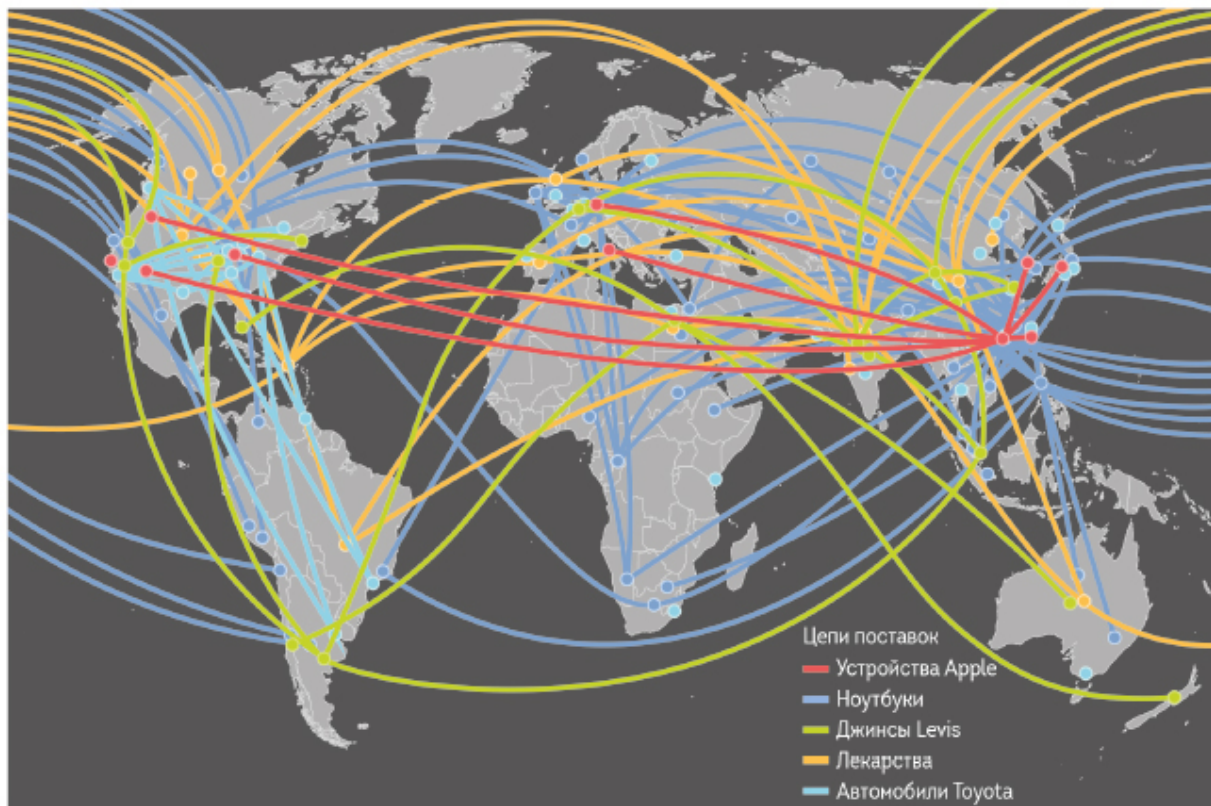 Цепи поставок
Устройства Apple
Ноутбуки
Джинсы Levis
Лекарства
Автомобили Toyota